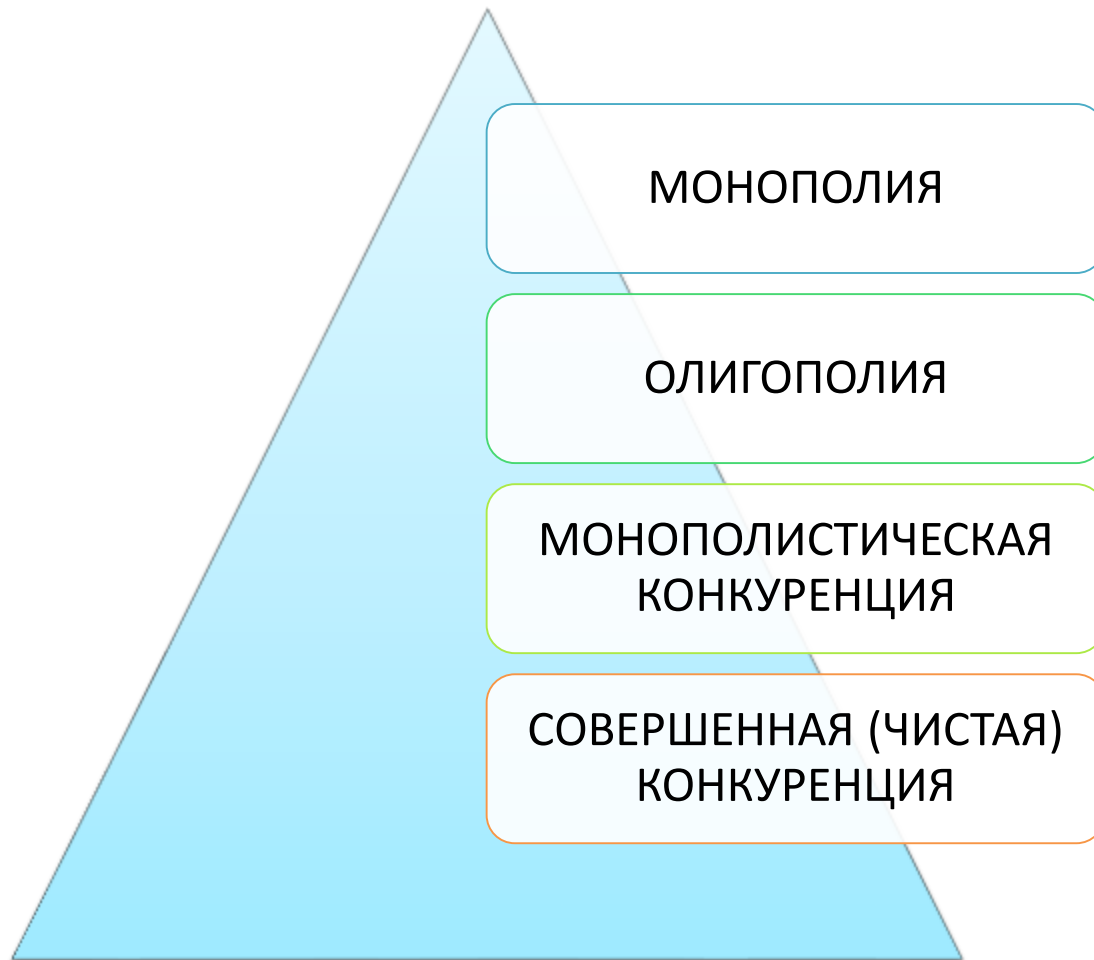 МОНОПОЛИЯ
ОЛИГОПОЛИЯ
МОНОПОЛИСТИЧЕСКАЯ
КОНКУРЕНЦИЯ
СОВЕРШЕННАЯ (ЧИСТАЯ)
КОНКУРЕНЦИЯ